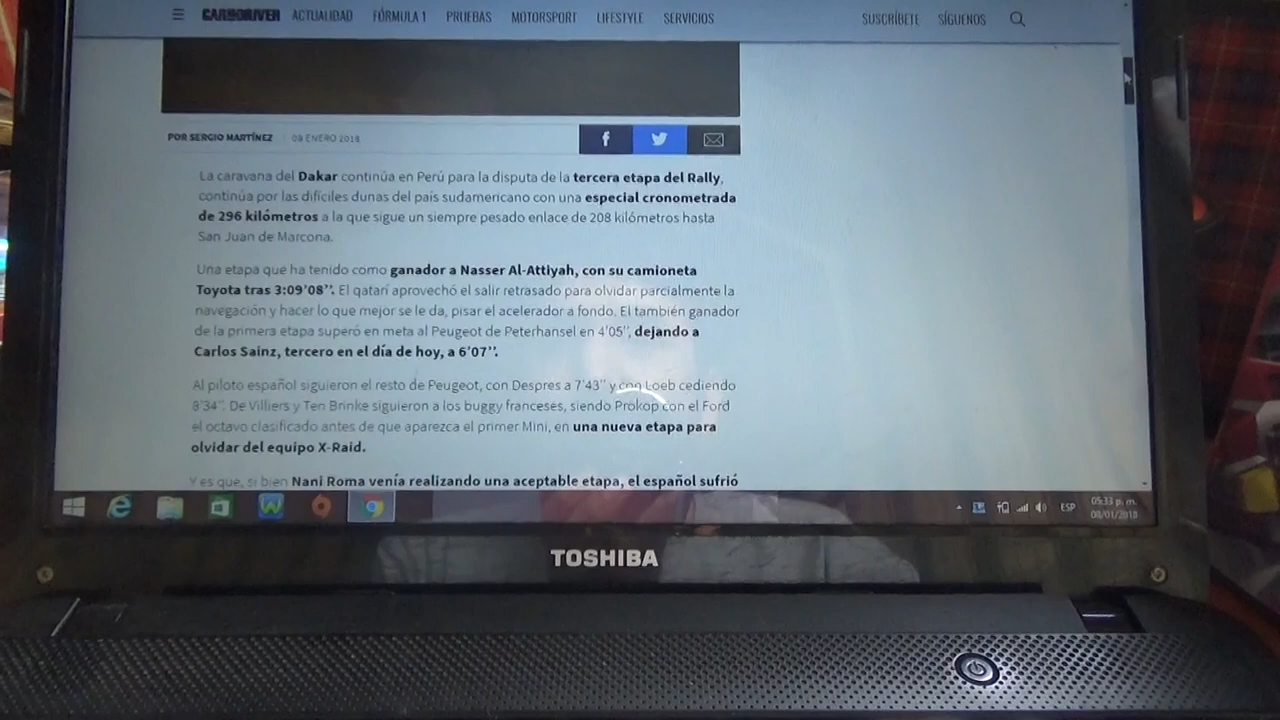 CAR AND DRIVER ACTUALIDAD FÓRMULA 1 PRUEBAS MOTORSPORT LIFESTYLE SERVICIOS SUSCRÍBETE SÍGUENOS
POR SERGIO MARTÍNEZ 09 ENERO 2018
La caravana del Dakar continúa en Perú para la disputa de la tercera etapa del Rally,
continúa por las difíciles dunas del país sudamericano con una especial cronometrada
de 296 kilómetros a la que sigue un siempre pesado enlace de 208 kilómetros hasta
San Juan de Marcona.
Una etapa que ha tenido como ganador a Nasser Al-Attiyah, con su camioneta
Toyota tras 3:09'08''. El qatarí aprovechó el salir retrasado para olvidar parcialmente la
navegación y hacer lo que mejor se le da, pisar el acelerador a fondo. El también ganador
de la primera etapa superó en meta al Peugeot de Peterhansel en 4'05'', dejando a
Carlos Sainz, tercero en el día de hoy, a 6'07''.
Al piloto español siguieron el resto de Peugeot, con Despres a 7'43'' y con Loeb cediendo
8'34''. De Villiers y Ten Brinke siguieron a los buggy franceses, siendo Prokop con el Ford
el octavo clasificado antes de que aparezca el primer Mini, en una nueva etapa para
olvidar del equipo X-Raid.
Y es que, si bien Nani Roma venía realizando una aceptable etapa, el español sufrió
ESP
05:33 p. m.
08/01/2018
TOSHIBA